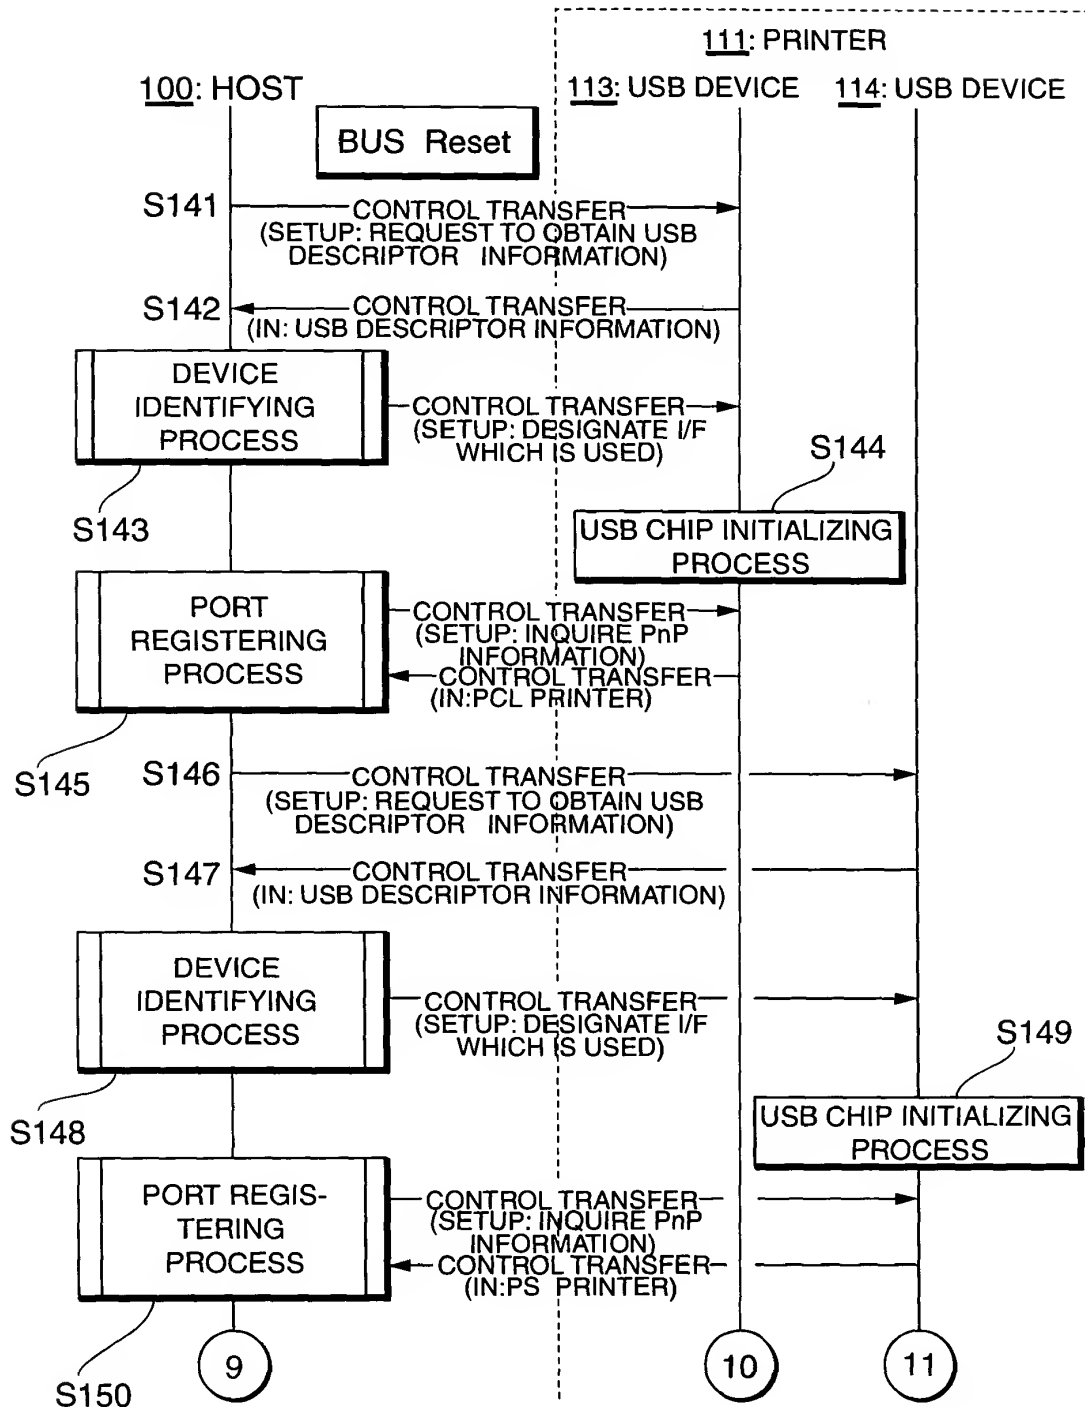 111: PRINTER
100: HOST
113: USB DEVICE
114: USB DEVICE
BUS Reset
S141
CONTROL TRANSFER
(SETUP: REQUEST TO OBTAIN USB
DESCRIPTOR INFORMATION)
S142
CONTROL TRANSFER
(IN: USB DESCRIPTOR INFORMATION)
DEVICE
IDENTIFYING
PROCESS
CONTROL TRANSFER
(SETUP: DESIGNATE I/F
WHICH IS USED)
S143
S144
USB CHIP INITIALIZING
PROCESS
PORT
REGISTERING
PROCESS
CONTROL TRANSFER
(SETUP: INQUIRE PnP
INFORMATION)
CONTROL TRANSFER
(IN:PCL PRINTER)
S145
S146
CONTROL TRANSFER
(SETUP: REQUEST TO OBTAIN USB
DESCRIPTOR INFORMATION)
S147
CONTROL TRANSFER
(IN: USB DESCRIPTOR INFORMATION)
DEVICE
IDENTIFYING
PROCESS
CONTROL TRANSFER
(SETUP: DESIGNATE I/F
WHICH IS USED)
S148
S149
USB CHIP INITIALIZING
PROCESS
PORT REGIS-
TERING
PROCESS
CONTROL TRANSFER
(SETUP: INQUIRE PnP
INFORMATION)
CONTROL TRANSFER
(IN:PS PRINTER)
S150
9
10
11